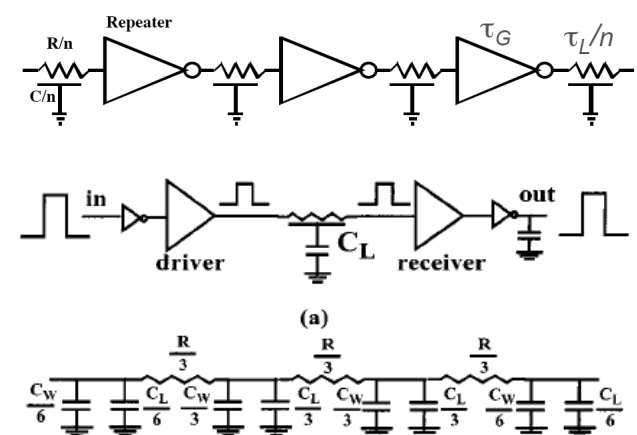 Repeater
R/n
τG
τL/n
C/n
in
out
CL
driver
receiver
(a)
R/3
R/3
R/3
CW/6
CL/6
CW/3
CL/3
CW/3
CL/3
CW/6
CL/6